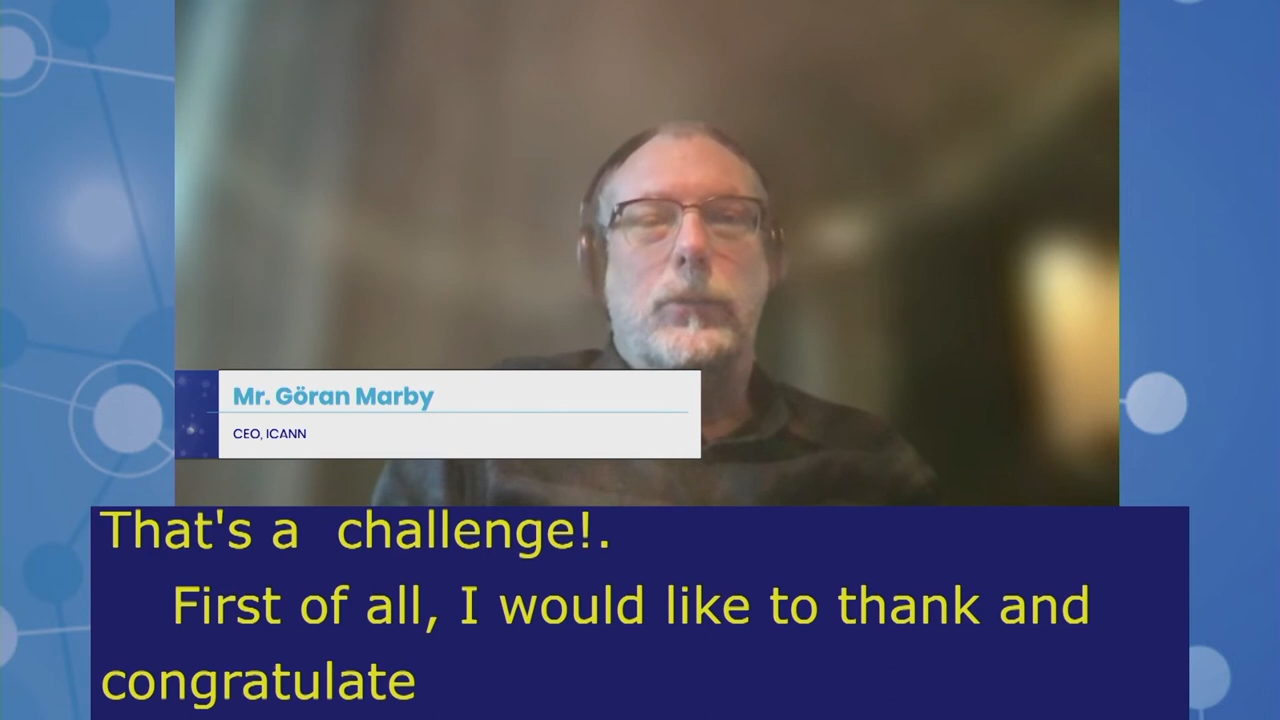 Mr. Göran Marby
CEO, ICANN
That's a  challenge!.
First of all, I would like to thank and
congratulate